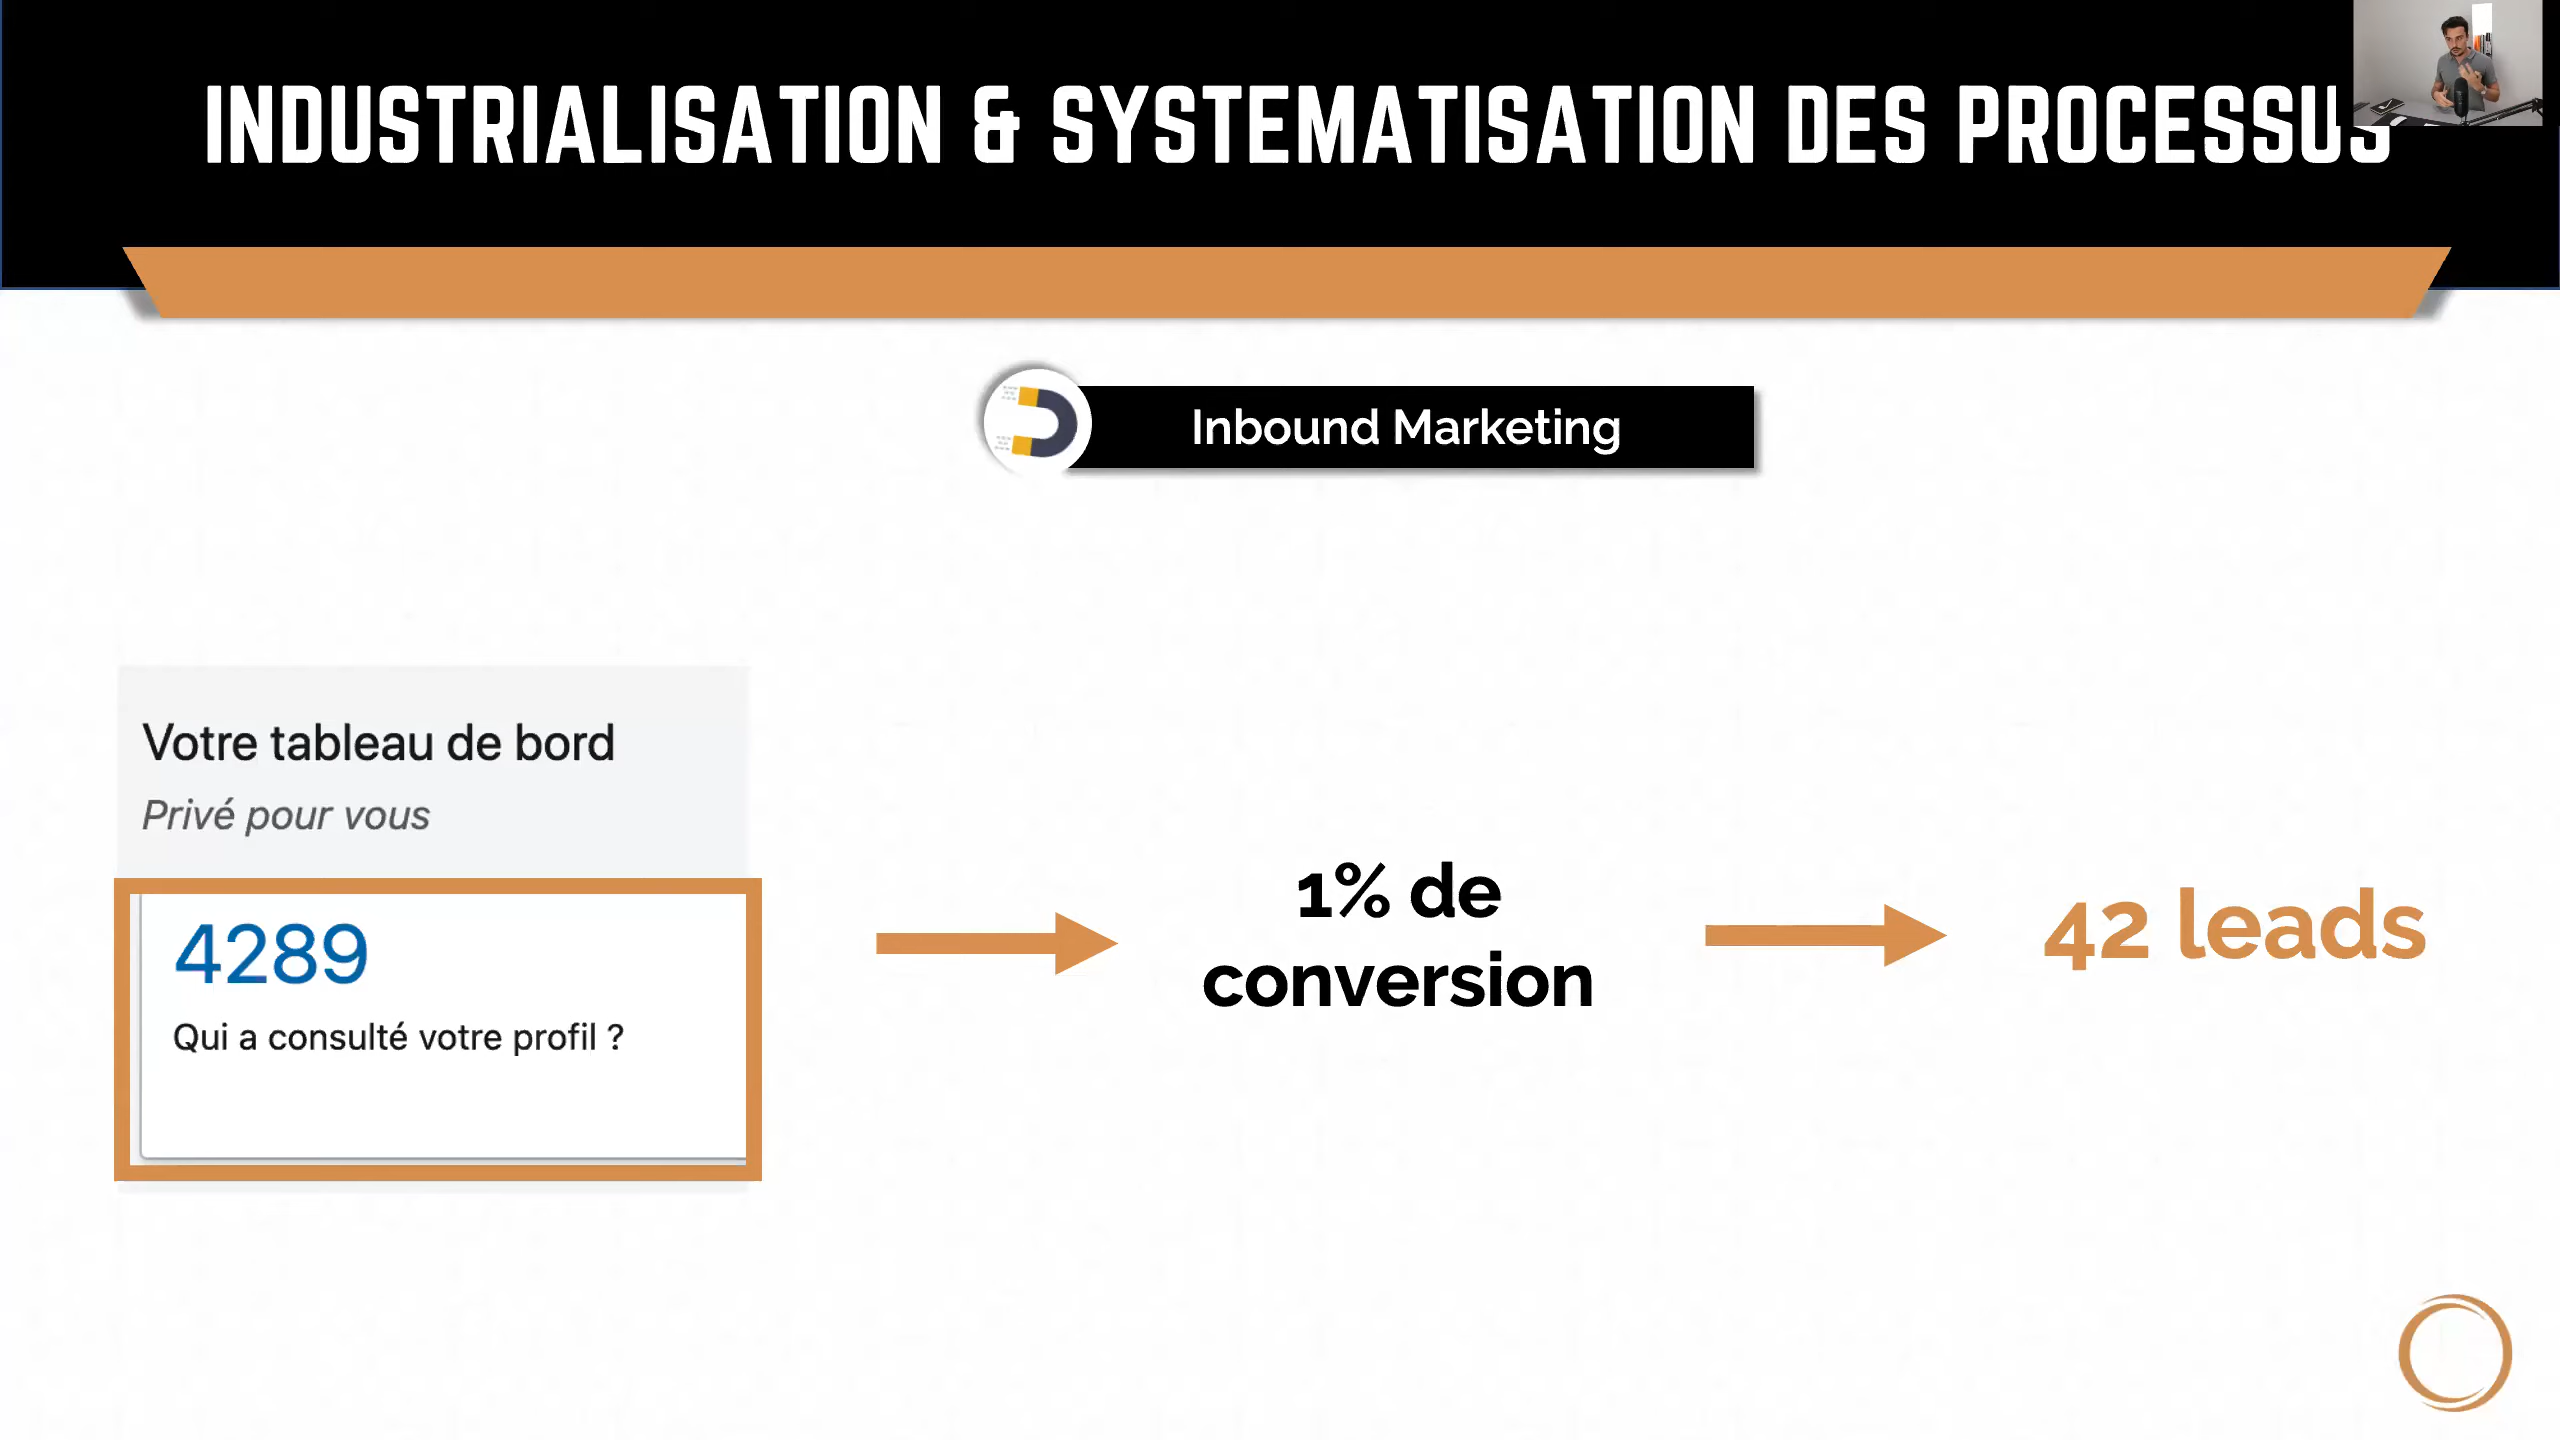 INDUSTRIALISATION & SYSTEMATISATION DES PROCESSUS
Inbound Marketing
Votre tableau de bord
Privé pour vous
4289
Qui a consulté votre profil ?
1% de
conversion
42 leads